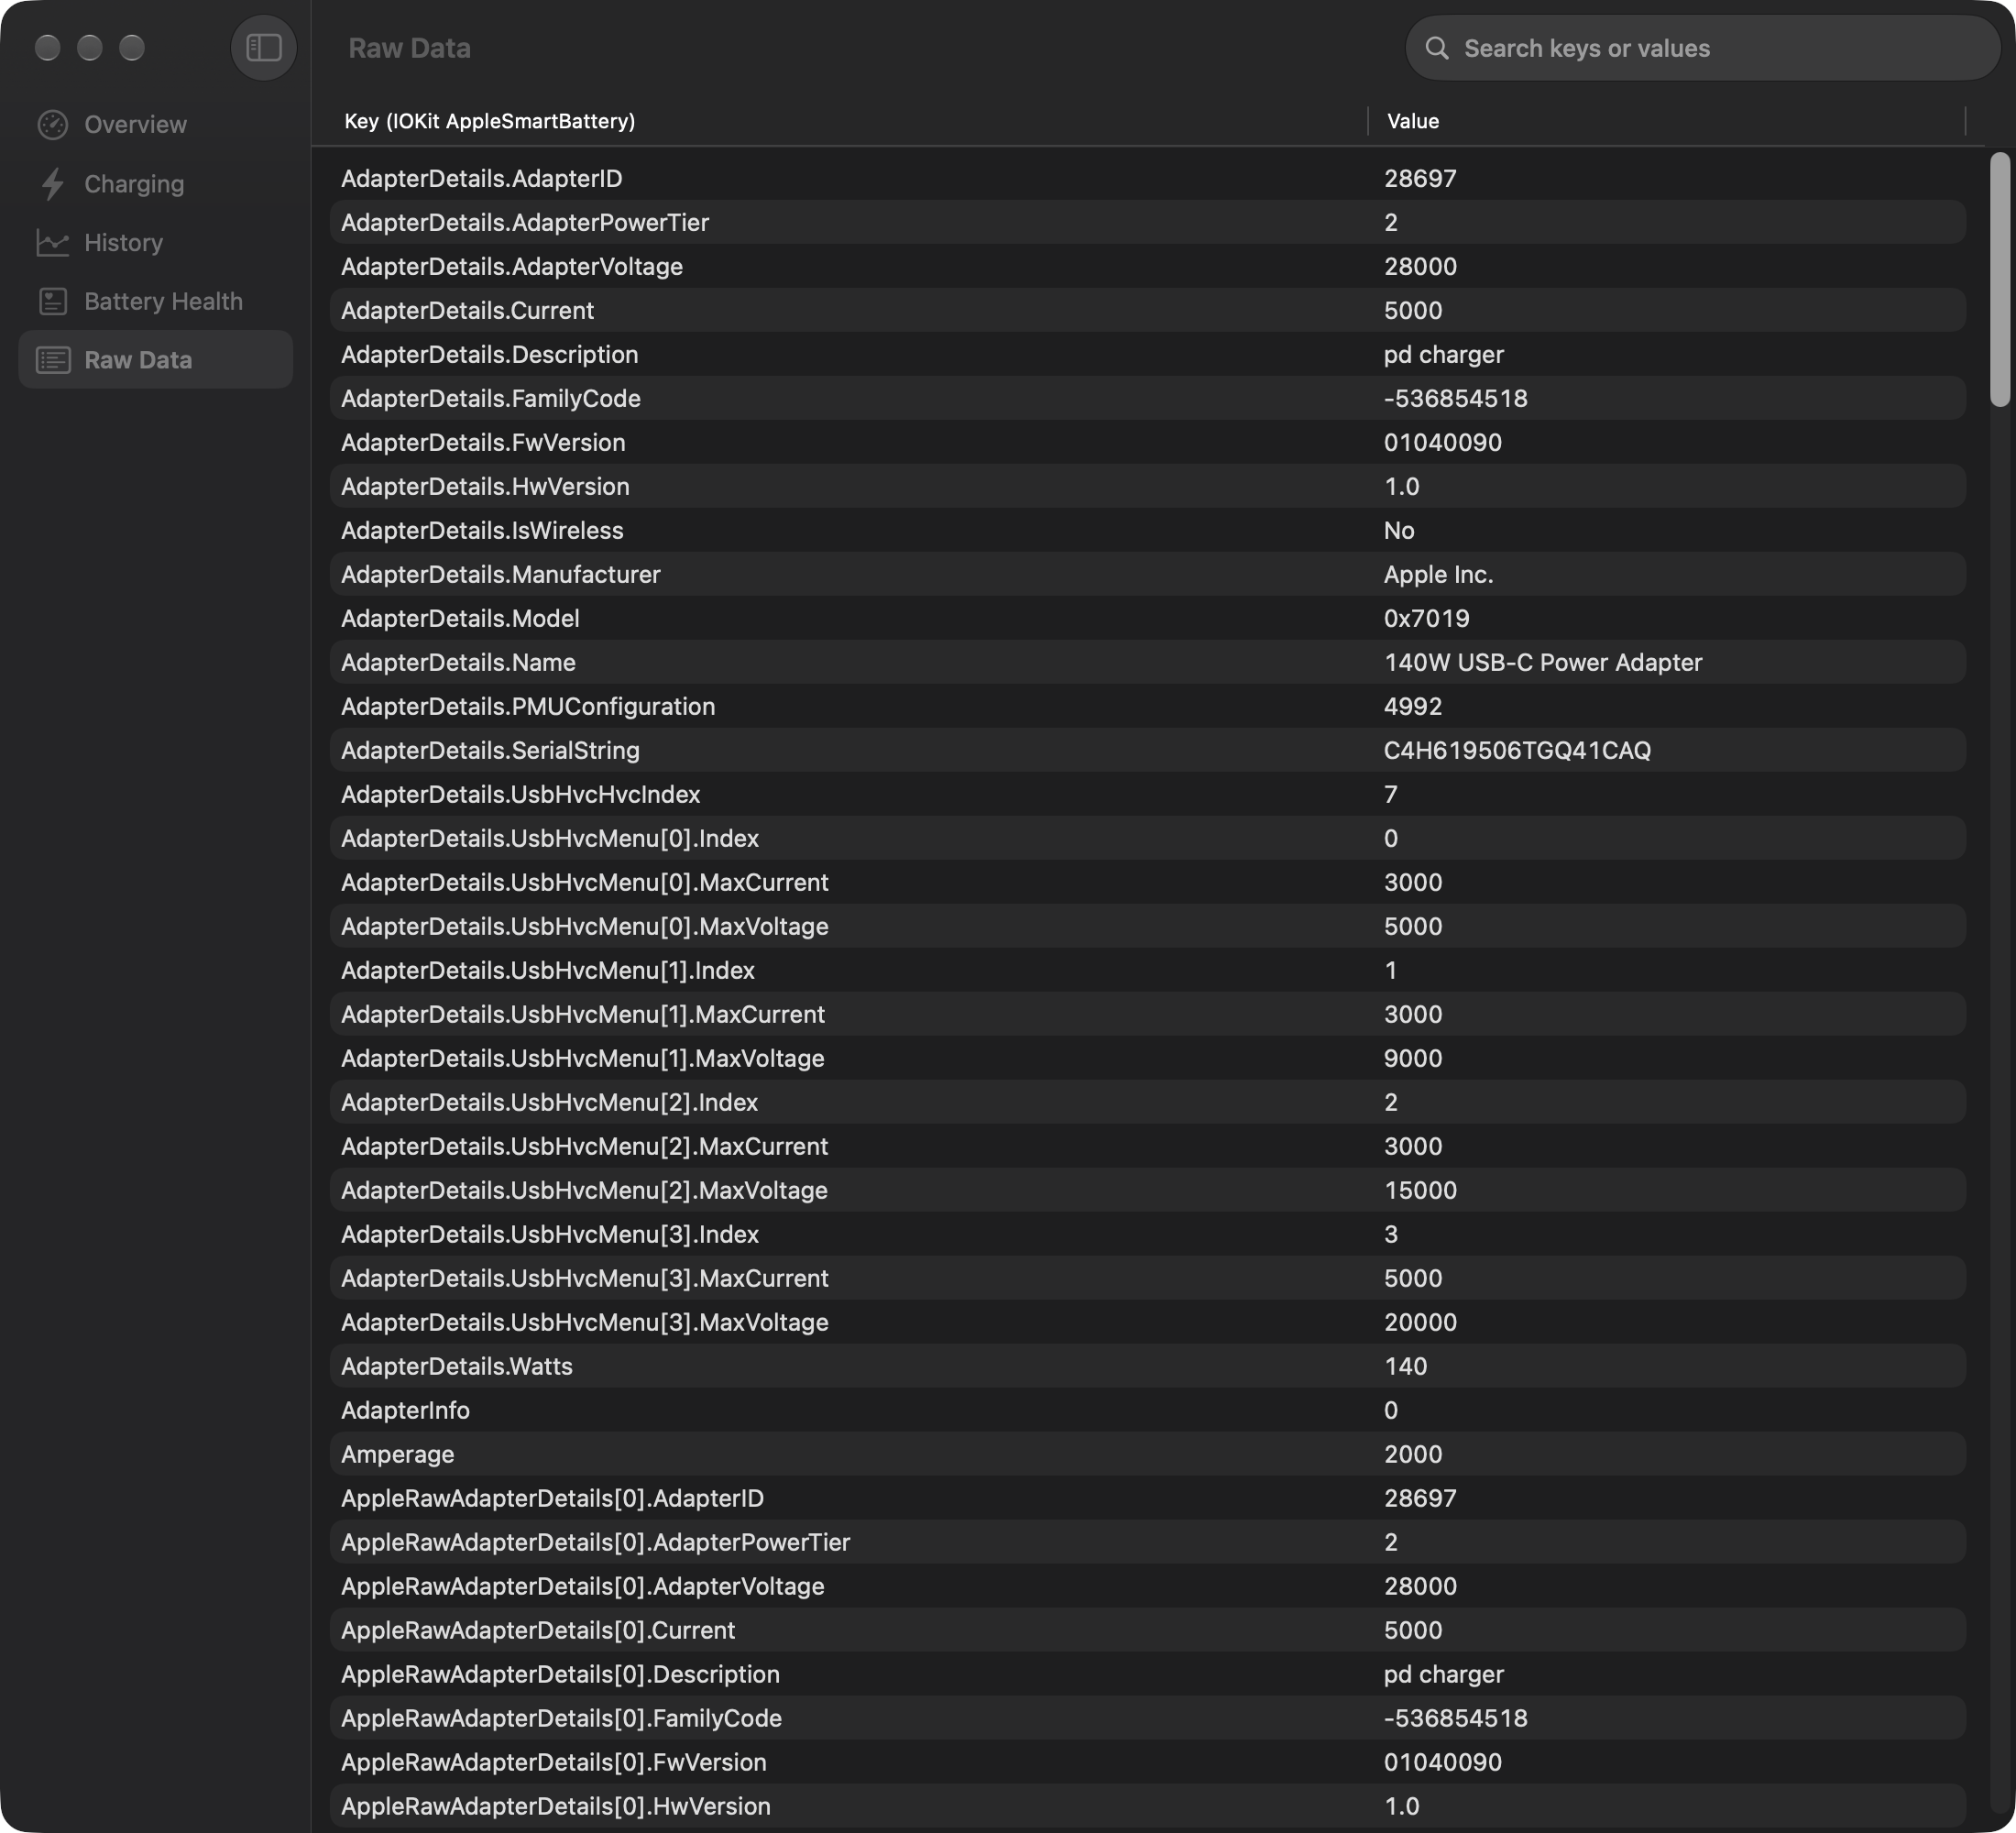 Raw Data
Search keys or values
Overview
Charging
History
Battery Health
Raw Data
Key (IOKit AppleSmartBattery) Value
AdapterDetails.AdapterID 28697
AdapterDetails.AdapterPowerTier 2
AdapterDetails.AdapterVoltage 28000
AdapterDetails.Current 5000
AdapterDetails.Description pd charger
AdapterDetails.FamilyCode -536854518
AdapterDetails.FwVersion 01040090
AdapterDetails.HwVersion 1.0
AdapterDetails.IsWireless No
AdapterDetails.Manufacturer Apple Inc.
AdapterDetails.Model 0x7019
AdapterDetails.Name 140W USB-C Power Adapter
AdapterDetails.PMUConfiguration 4992
AdapterDetails.SerialString C4H619506TGQ41CAQ
AdapterDetails.UsbHvcHvcIndex 7
AdapterDetails.UsbHvcMenu[0].Index 0
AdapterDetails.UsbHvcMenu[0].MaxCurrent 3000
AdapterDetails.UsbHvcMenu[0].MaxVoltage 5000
AdapterDetails.UsbHvcMenu[1].Index 1
AdapterDetails.UsbHvcMenu[1].MaxCurrent 3000
AdapterDetails.UsbHvcMenu[1].MaxVoltage 9000
AdapterDetails.UsbHvcMenu[2].Index 2
AdapterDetails.UsbHvcMenu[2].MaxCurrent 3000
AdapterDetails.UsbHvcMenu[2].MaxVoltage 15000
AdapterDetails.UsbHvcMenu[3].Index 3
AdapterDetails.UsbHvcMenu[3].MaxCurrent 5000
AdapterDetails.UsbHvcMenu[3].MaxVoltage 20000
AdapterDetails.Watts 140
AdapterInfo 0
Amperage 2000
AppleRawAdapterDetails[0].AdapterID 28697
AppleRawAdapterDetails[0].AdapterPowerTier 2
AppleRawAdapterDetails[0].AdapterVoltage 28000
AppleRawAdapterDetails[0].Current 5000
AppleRawAdapterDetails[0].Description pd charger
AppleRawAdapterDetails[0].FamilyCode -536854518
AppleRawAdapterDetails[0].FwVersion 01040090
AppleRawAdapterDetails[0].HwVersion 1.0